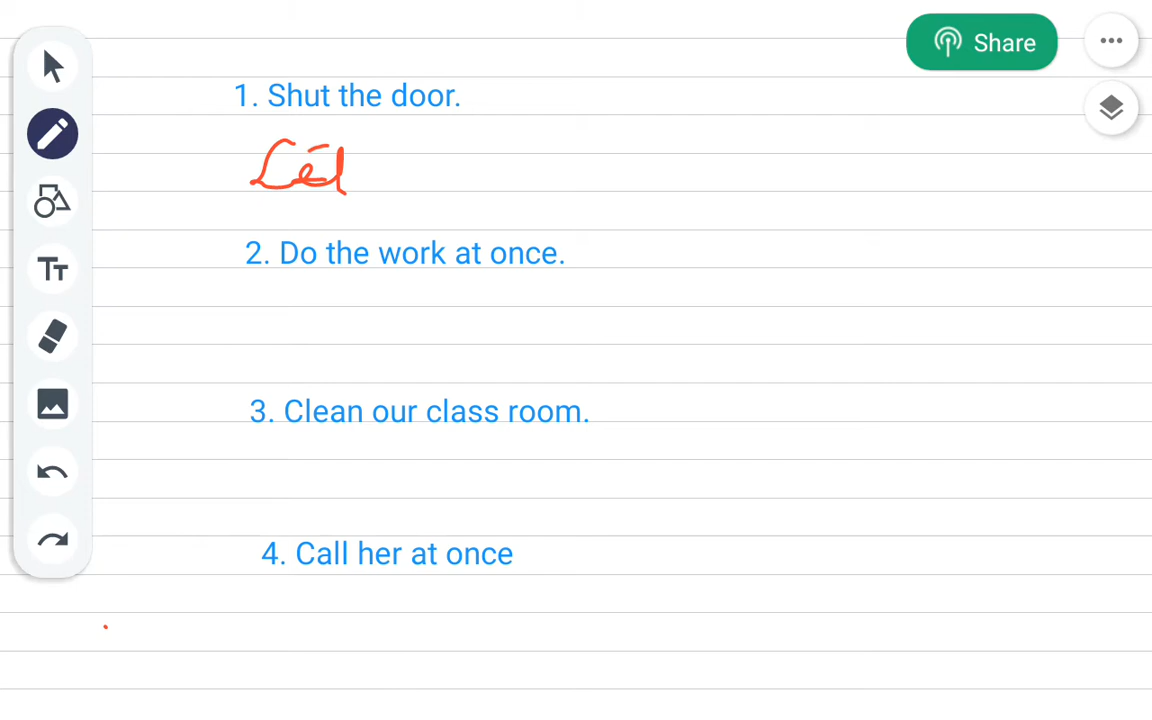 Share
1. Shut the door.
Let
2. Do the work at once.
TT
3. Clean our class room.
4. Call her at once